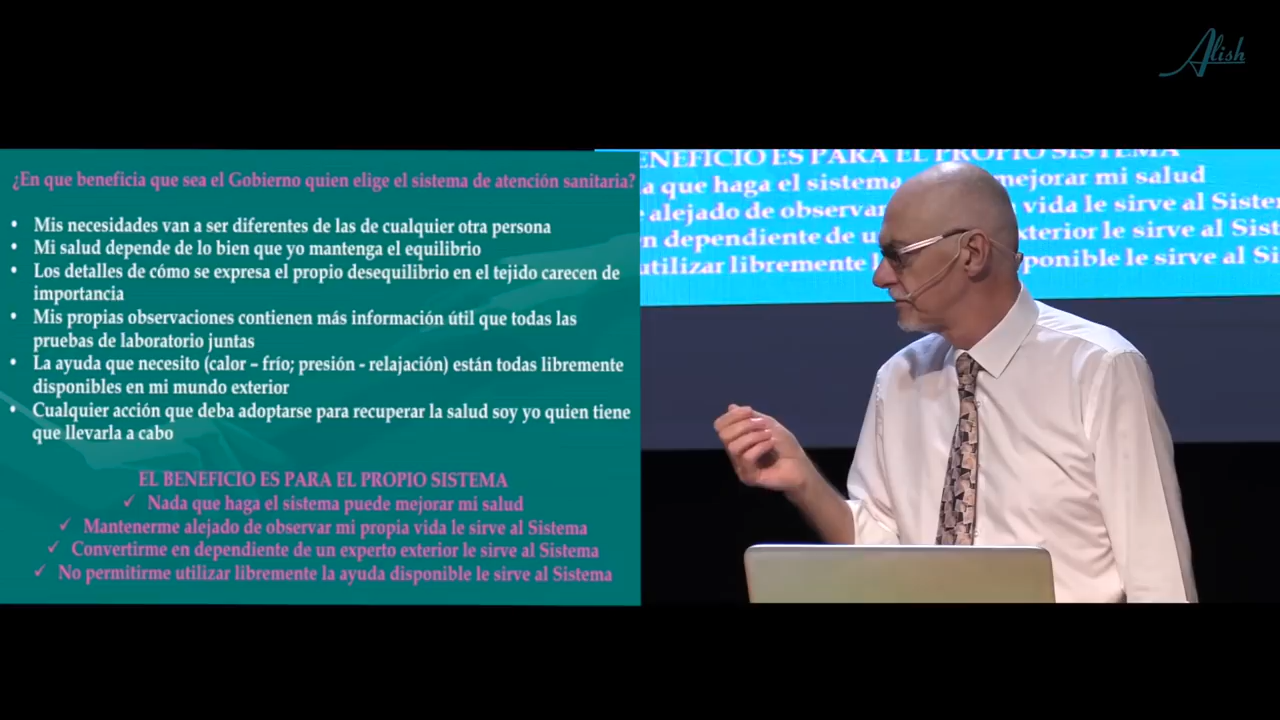 Alish
¿En que beneficia que sea el Gobierno quien elige el sistema de atención sanitaria?
• Mis necesidades van a ser diferentes de las de cualquier otra persona
• Mi salud depende de lo bien que yo mantenga el equilibrio
• Los detalles de cómo se expresa el propio desequilibrio en el tejido carecen de
importancia
• Mis propias observaciones contienen más información útil que todas las
pruebas de laboratorio juntas
• La ayuda que necesito (calor – frío; presión - relajación) están todas libremente
disponibles en mi mundo exterior
• Cualquier acción que deba adoptarse para recuperar la salud soy yo quien tiene
que llevarla a cabo
EL BENEFICIO ES PARA EL PROPIO SISTEMA
✓ Nada que haga el sistema puede mejorar mi salud
✓ Mantenerme alejado de observar mi propia vida le sirve al Sistema
✓ Convertirme en dependiente de un experto exterior le sirve al Sistema
✓ No permitirme utilizar libremente la ayuda disponible le sirve al Sistema
ENEFICIO ES PARA EL PROPIO SISTEMA
a que haga el sistema mejorar mi salud
alejado de observar vida le sirve al Sister
n dependiente de u xterior le sirve al Sist
utilizar libremente ponible le sirve al Si